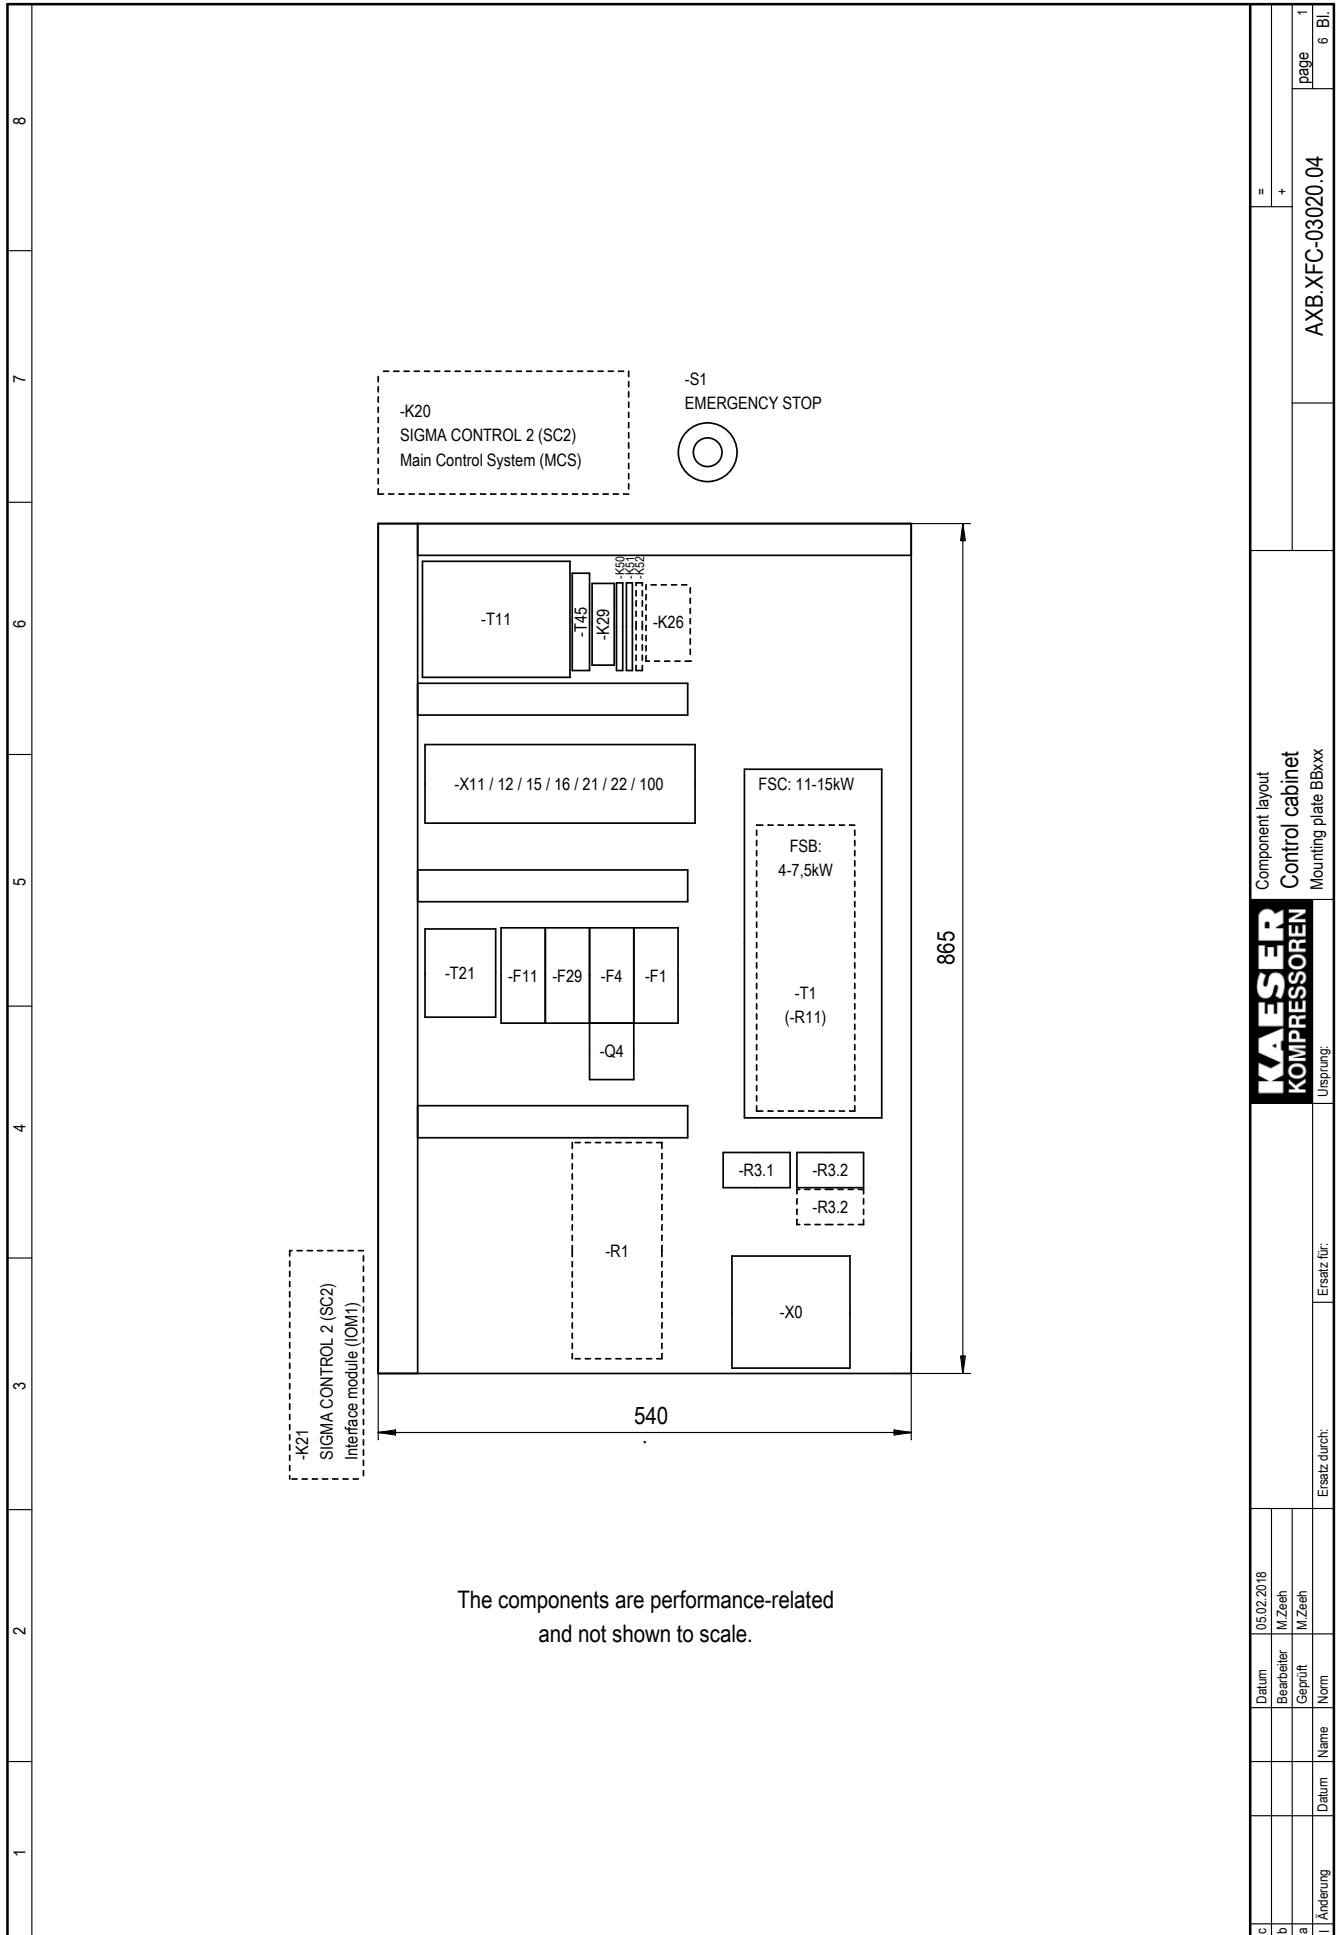 8
7
6
5
4
3
2
1
-K20
SIGMA CONTROL 2 (SC2)
Main Control System (MCS)
-S1
EMERGENCY STOP
-T11
-T45
-K29
-K50
-K51
-K52
-K26
-X11 / 12 / 15 / 16 / 21 / 22 / 100
FSC: 11-15kW
FSB:
4-7,5kW
-T1
(-R11)
-T21
-F11
-F29
-F4
-F1
-Q4
865
-R3.1
-R3.2
-R3.2
-R1
-X0
-K21
SIGMA CONTROL 2 (SC2)
Interface module (IOM1)
540
The components are performance-related
and not shown to scale.
c
b
a
Änderung
Datum
Name
Datum
05.02.2018
Bearbeiter
M.Zeeh
Geprüft
M.Zeeh
Norm
Ersatz durch:
Ersatz für:
Ursprung:
KAESER
KOMPRESSOREN
Component layout
Control cabinet
Mounting plate BBxxx
=
+
AXB.XFC-03020.04
page 1
6 Bl.